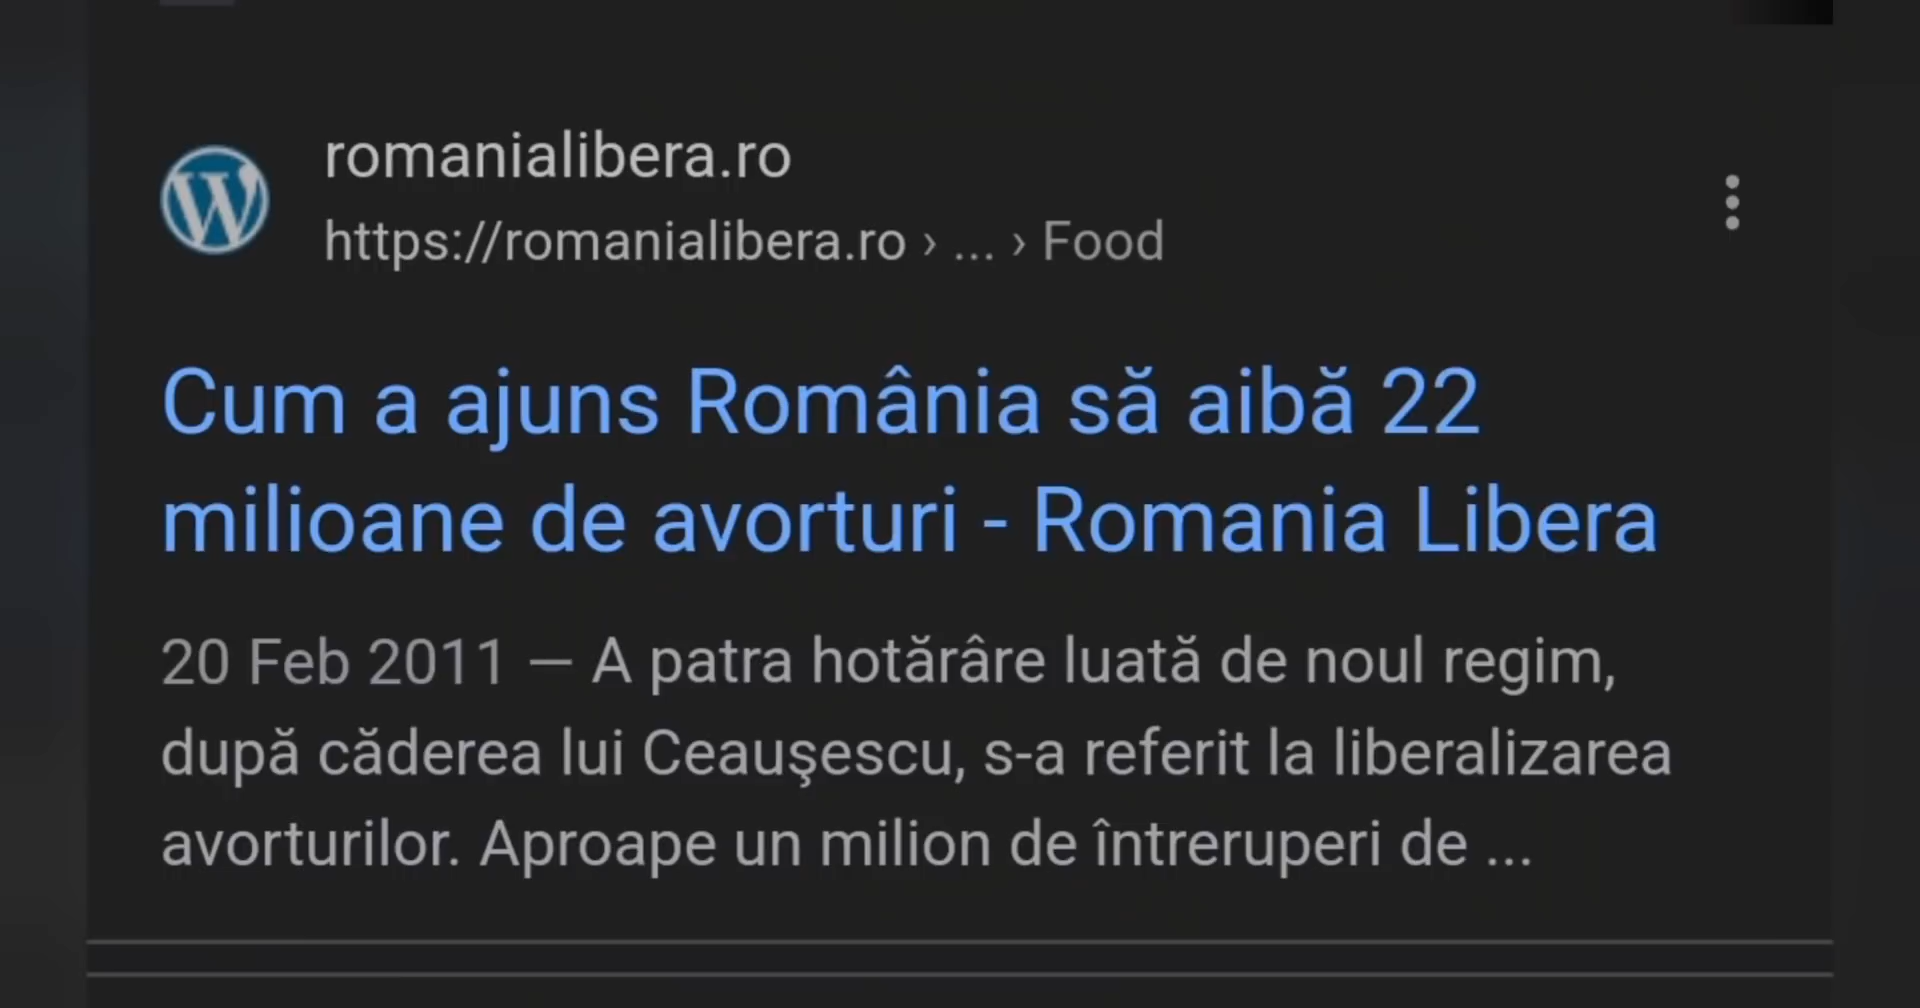 romanialibera.ro
https://romanialibera.ro › ... › Food
Cum a ajuns România să aibă 22
milioane de avorturi - Romania Libera
20 Feb 2011 — A patra hotărâre luată de noul regim,
după căderea lui Ceauşescu, s-a referit la liberalizarea
avorturilor. Aproape un milion de întreruperi de ...